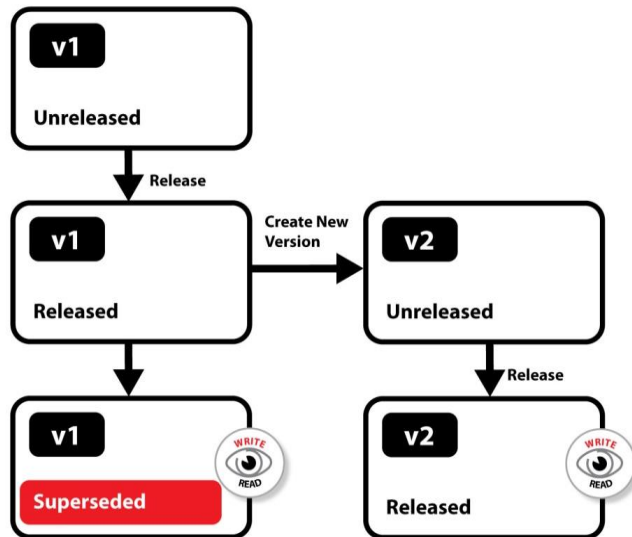 v1
Unreleased
Release
v1
Released
Create New
Version
v2
Unreleased
Release
v1
Superseded
WRITE
READ
v2
Released
WRITE
READ